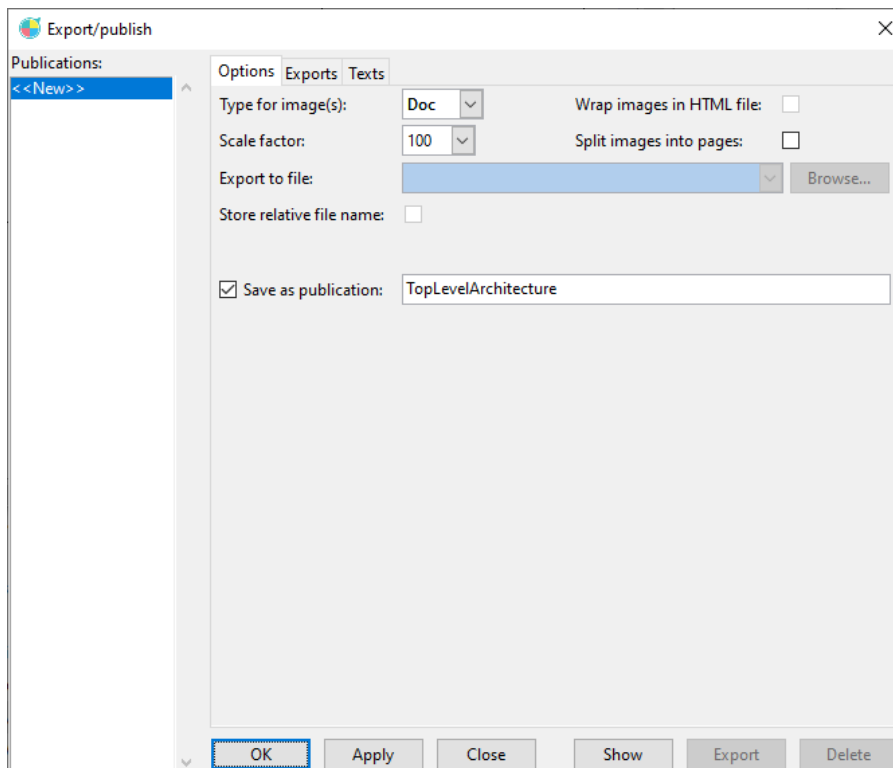 Export/publish
Publications:
<<New>>
Options Exports Texts
Type for image(s): Doc Wrap images in HTML file:
Scale factor: 100 Split images into pages:
Export to file: Browse...
Store relative file name:
Save as publication: TopLevelArchitecture
OK Apply Close Show Export Delete